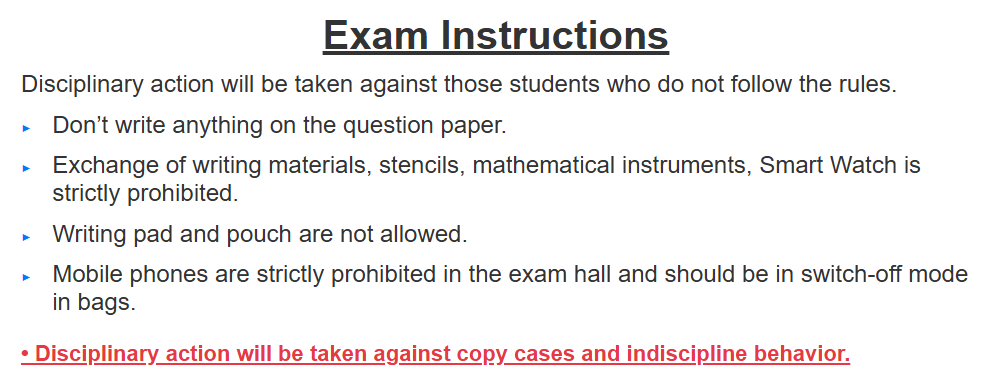 Exam Instructions
Disciplinary action will be taken against those students who do not follow the rules.
▸ Don’t write anything on the question paper.
▸ Exchange of writing materials, stencils, mathematical instruments, Smart Watch is
strictly prohibited.
▸ Writing pad and pouch are not allowed.
▸ Mobile phones are strictly prohibited in the exam hall and should be in switch-off mode
in bags.
• Disciplinary action will be taken against copy cases and indiscipline behavior.